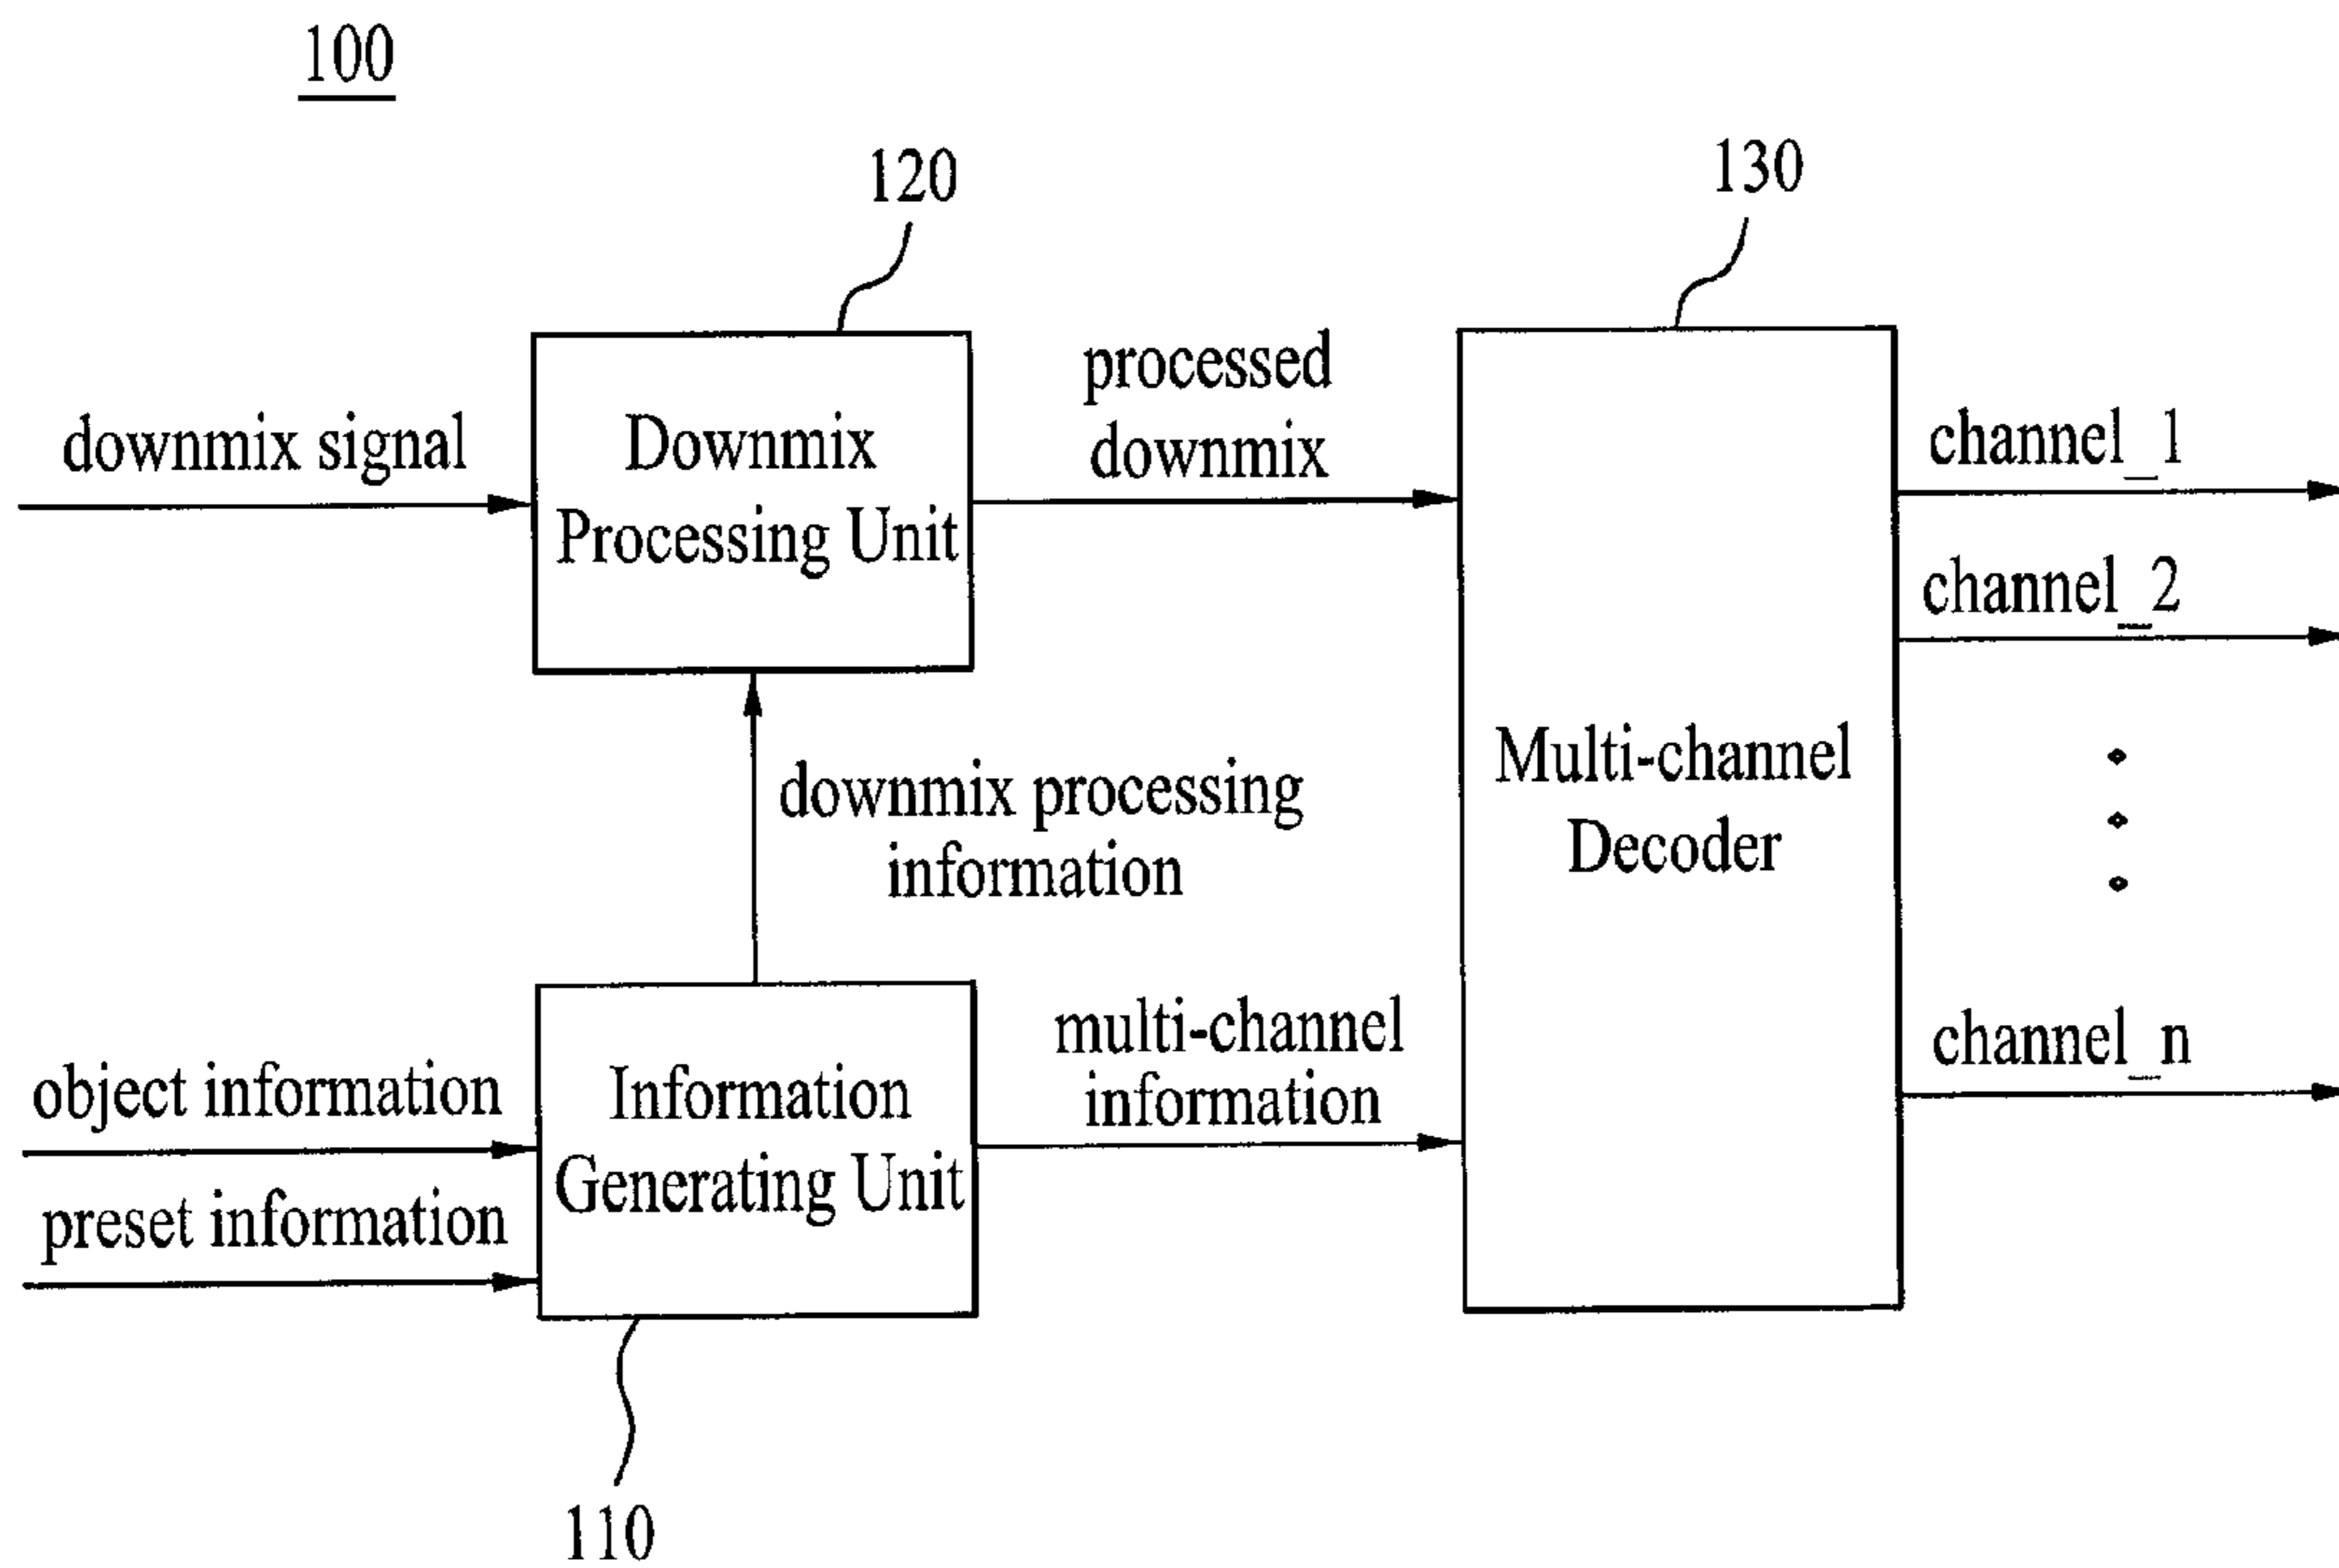 100
120
130
downmix signal
Downmix
Processing Unit
processed
downmix
channel_1
channel_2
downmix processing
information
Multi-channel
Decoder
object information
preset information
Information
Generating Unit
multi-channel
information
channel_n
110